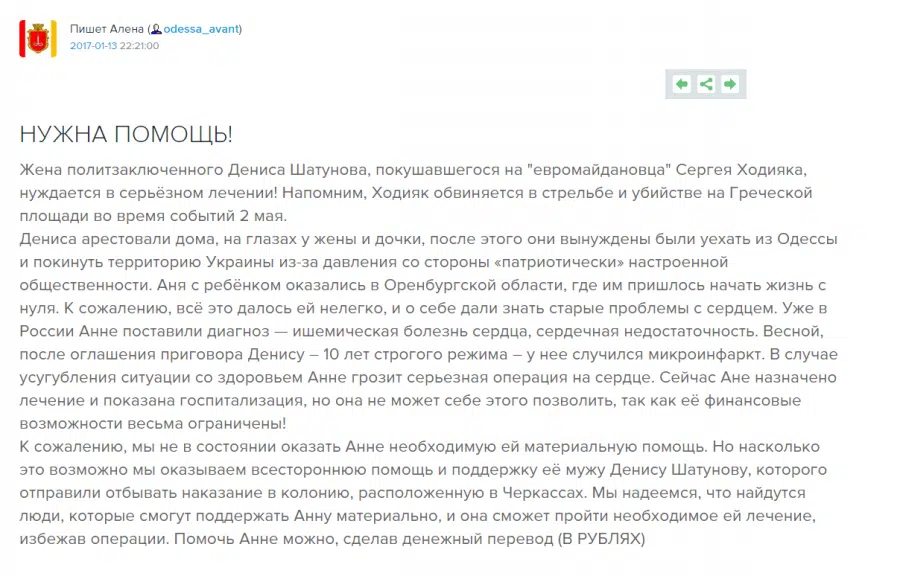 Пишет Алена (odessa_avant)
2017-01-13 22:21:00
НУЖНА ПОМОЩЬ!
Жена политзаключенного Дениса Шатунова, покушавшегося на "евромайдановца" Сергея Ходияка,
нуждается в серьёзном лечении! Напомним, Ходияк обвиняется в стрельбе и убийстве на Греческой
площади во время событий 2 мая.
Дениса арестовали дома, на глазах у жены и дочки, после этого они вынуждены были уехать из Одессы
и покинуть территорию Украины из-за давления со стороны «патриотически» настроенной
общественности. Аня с ребёнком оказались в Оренбургской области, где им пришлось начать жизнь с
нуля. К сожалению, всё это далось ей нелегко, и о себе дали знать старые проблемы с сердцем. Уже в
России Анне поставили диагноз — ишемическая болезнь сердца, сердечная недостаточность. Весной,
после оглашения приговора Денису – 10 лет строгого режима – у нее случился микроинфаркт. В случае
усугубления ситуации со здоровьем Анне грозит серьезная операция на сердце. Сейчас Ане назначено
лечение и показана госпитализация, но она не может себе этого позволить, так как её финансовые
возможности весьма ограничены!
К сожалению, мы не в состоянии оказать Анне необходимую ей материальную помощь. Но насколько
это возможно мы оказываем всестороннюю помощь и поддержку её мужу Денису Шатунову, которого
отправили отбывать наказание в колонию, расположенную в Черкассах. Мы надеемся, что найдутся
люди, которые смогут поддержать Анну материально, и она сможет пройти необходимое ей лечение,
избежав операции. Помочь Анне можно, сделав денежный перевод (В РУБЛЯХ)